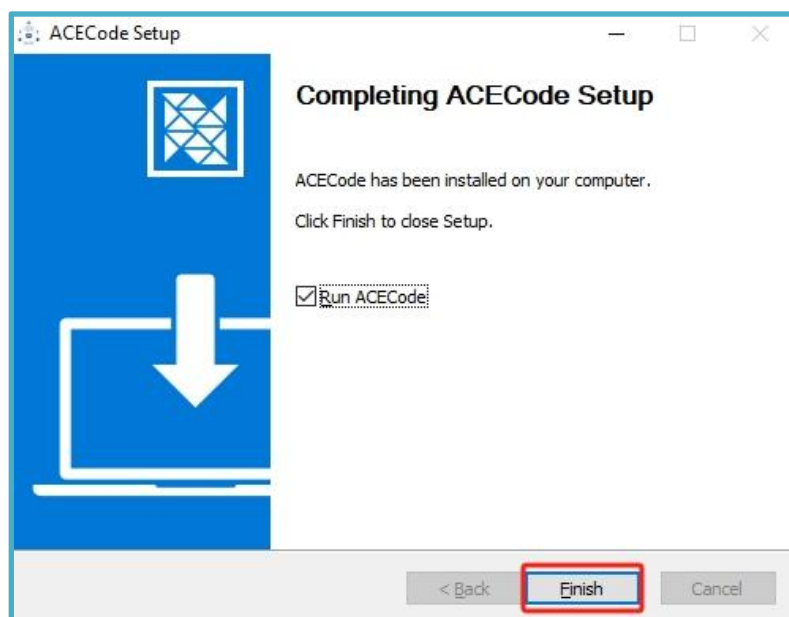 ACECode Setup
Completing ACECode Setup
ACECode has been installed on your computer.
Click Finish to close Setup.
Run ACECode
< Back
Finish
Cancel